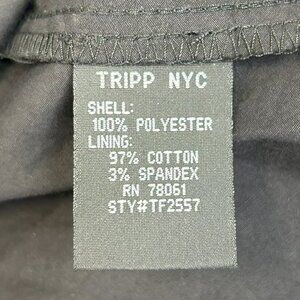 TRIPP NYC
SHELL:
100% POLYESTER
LINING:
97% COTTON
3% SPANDEX
RN 78061
STY#TF2557